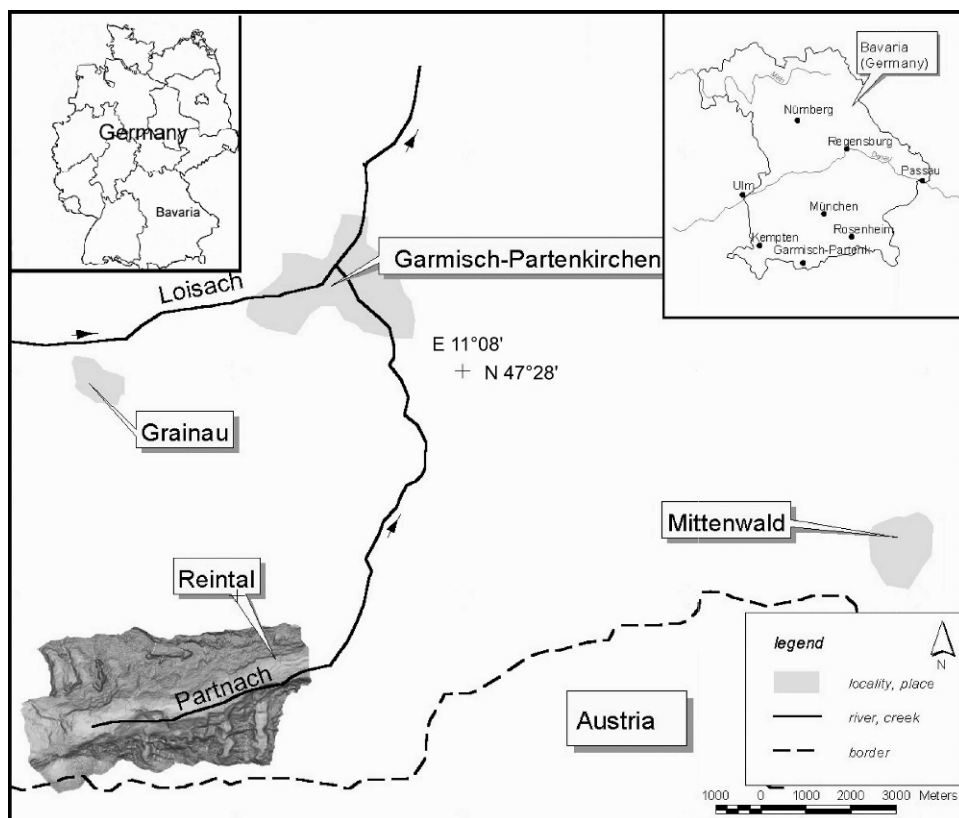 Germany
Bavaria
Bavaria
(Germany)
Main
Nürnberg
Regensburg
Passau
Ulm
München
Kempten
Rosenheim
Garmisch-Partenk.
Garmisch-Partenkirchen
Loisach
E 11°08'
N 47°28'
Grainau
Mittenwald
Reintal
Partnach
Austria
legend
N
locality, place
river, creek
border
1000 0 1000 2000 3000 Meters